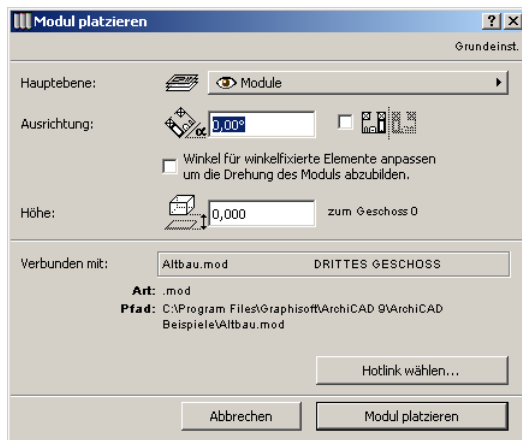 Modul platzieren
Grundeinst.
Hauptebene: Module
Ausrichtung: α 0,00°
Winkel für winkelfixierte Elemente anpassen
um die Drehung des Moduls abzubilden.
Höhe: 0,000 zum Geschoss 0
Verbunden mit: Altbau.mod DRITTES GESCHOSS
Art: .mod
Pfad: C:\Program Files\Graphisoft\ArchiCAD 9\ArchiCAD
Beispiele\Altbau.mod
Hotlink wählen...
Abbrechen Modul platzieren